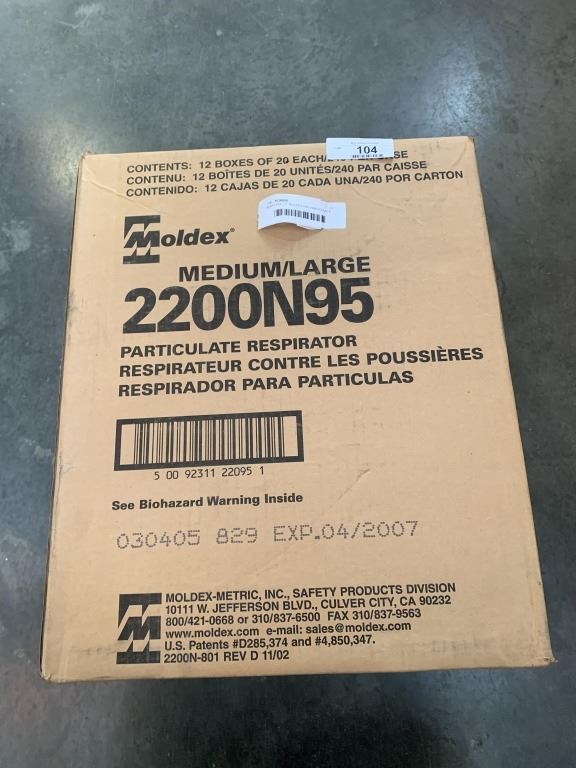 104
CONTENTS: 12 BOXES OF 20 EACH/240 PER CASE
CONTENU: 12 BOÎTES DE 20 UNITÉS/240 PAR CAISSE
CONTENIDO: 12 CAJAS DE 20 CADA UNA/240 POR CARTON
Moldex®
MEDIUM/LARGE
2200N95
PARTICULATE RESPIRATOR
RESPIRATEUR CONTRE LES POUSSIÈRES
RESPIRADOR PARA PARTICULAS
5 00 92311 22095 1
See Biohazard Warning Inside
030405 829 EXP.04/2007
MOLDEX-METRIC, INC., SAFETY PRODUCTS DIVISION
10111 W. JEFFERSON BLVD., CULVER CITY, CA 90232
800/421-0668 or 310/837-6500 FAX 310/837-9563
www.moldex.com e-mail: sales@moldex.com
U.S. Patents #D285,374 and #4,850,347.
2200N-801 REV D 11/02